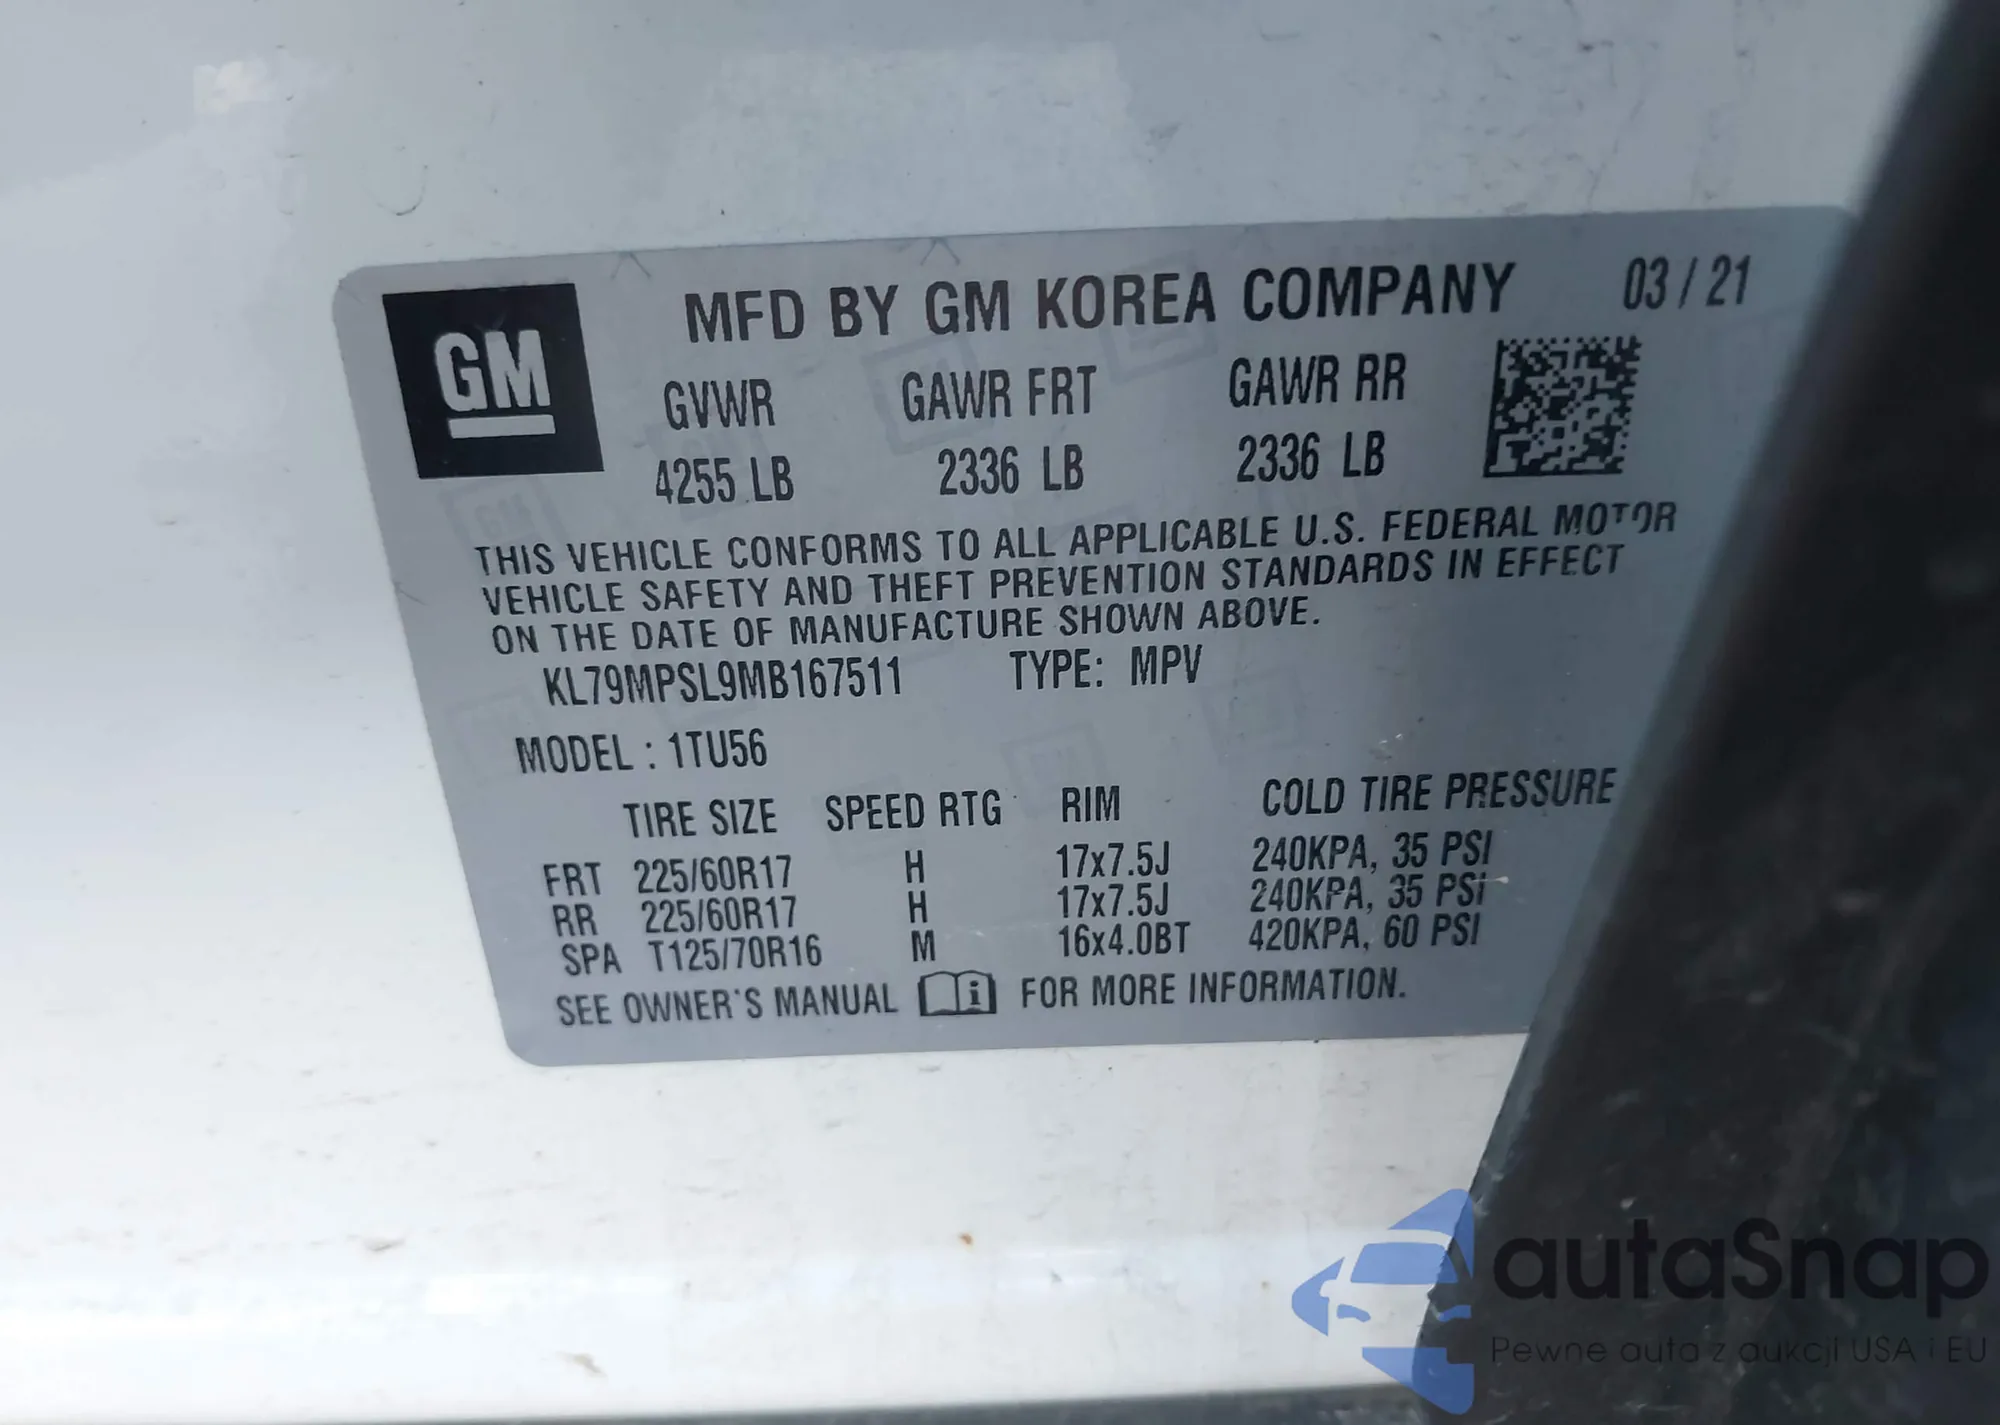 GM
MFD BY GM KOREA COMPANY 03 / 21
GVWR GAWR FRT GAWR RR
4255 LB 2336 LB 2336 LB
THIS VEHICLE CONFORMS TO ALL APPLICABLE U.S. FEDERAL MOTOR
VEHICLE SAFETY AND THEFT PREVENTION STANDARDS IN EFFECT
ON THE DATE OF MANUFACTURE SHOWN ABOVE.
KL79MPSL9MB167511 TYPE: MPV
MODEL : 1TU56
TIRE SIZE SPEED RTG RIM COLD TIRE PRESSURE
FRT 225/60R17 H 17x7.5J 240KPA, 35 PSI
RR 225/60R17 H 17x7.5J 240KPA, 35 PSI
SPA T125/70R16 M 16x4.0BT 420KPA, 60 PSI
SEE OWNER'S MANUAL i FOR MORE INFORMATION.
autaSnap
Pewne auta z aukcji USA i EU